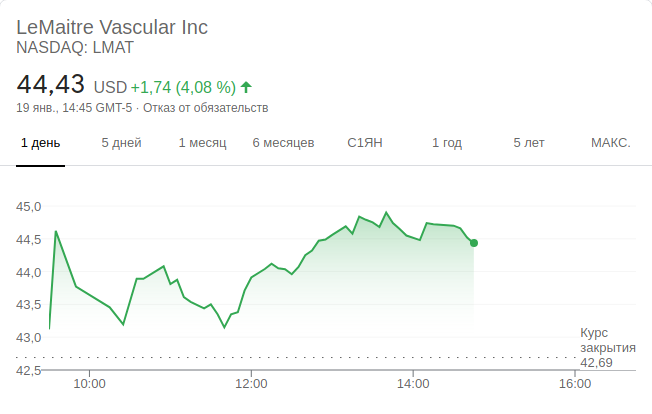 LeMaitre Vascular Inc
NASDAQ: LMAT
44,43 USD +1,74 (4,08 %)
19 янв., 14:45 GMT-5 · Отказ от обязательств
1 день 5 дней 1 месяц 6 месяцев С1ЯН 1 год 5 лет МАКС.
45,0
44,5
44,0
43,5
43,0
Курс
закрытия
42,69
42,5
10:00 12:00 14:00 16:00